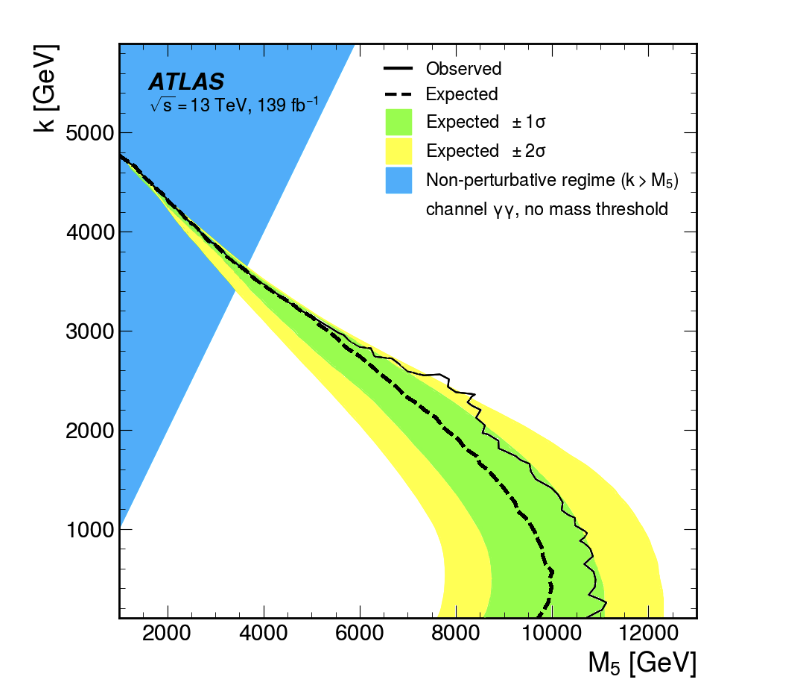 k [GeV]
ATLAS
√s = 13 TeV, 139 fb⁻¹
Observed
Expected
Expected ± 1σ
Expected ± 2σ
Non-perturbative regime (k > M₅)
channel γγ, no mass threshold
5000
4000
3000
2000
1000
2000 4000 6000 8000 10000 12000
M₅ [GeV]